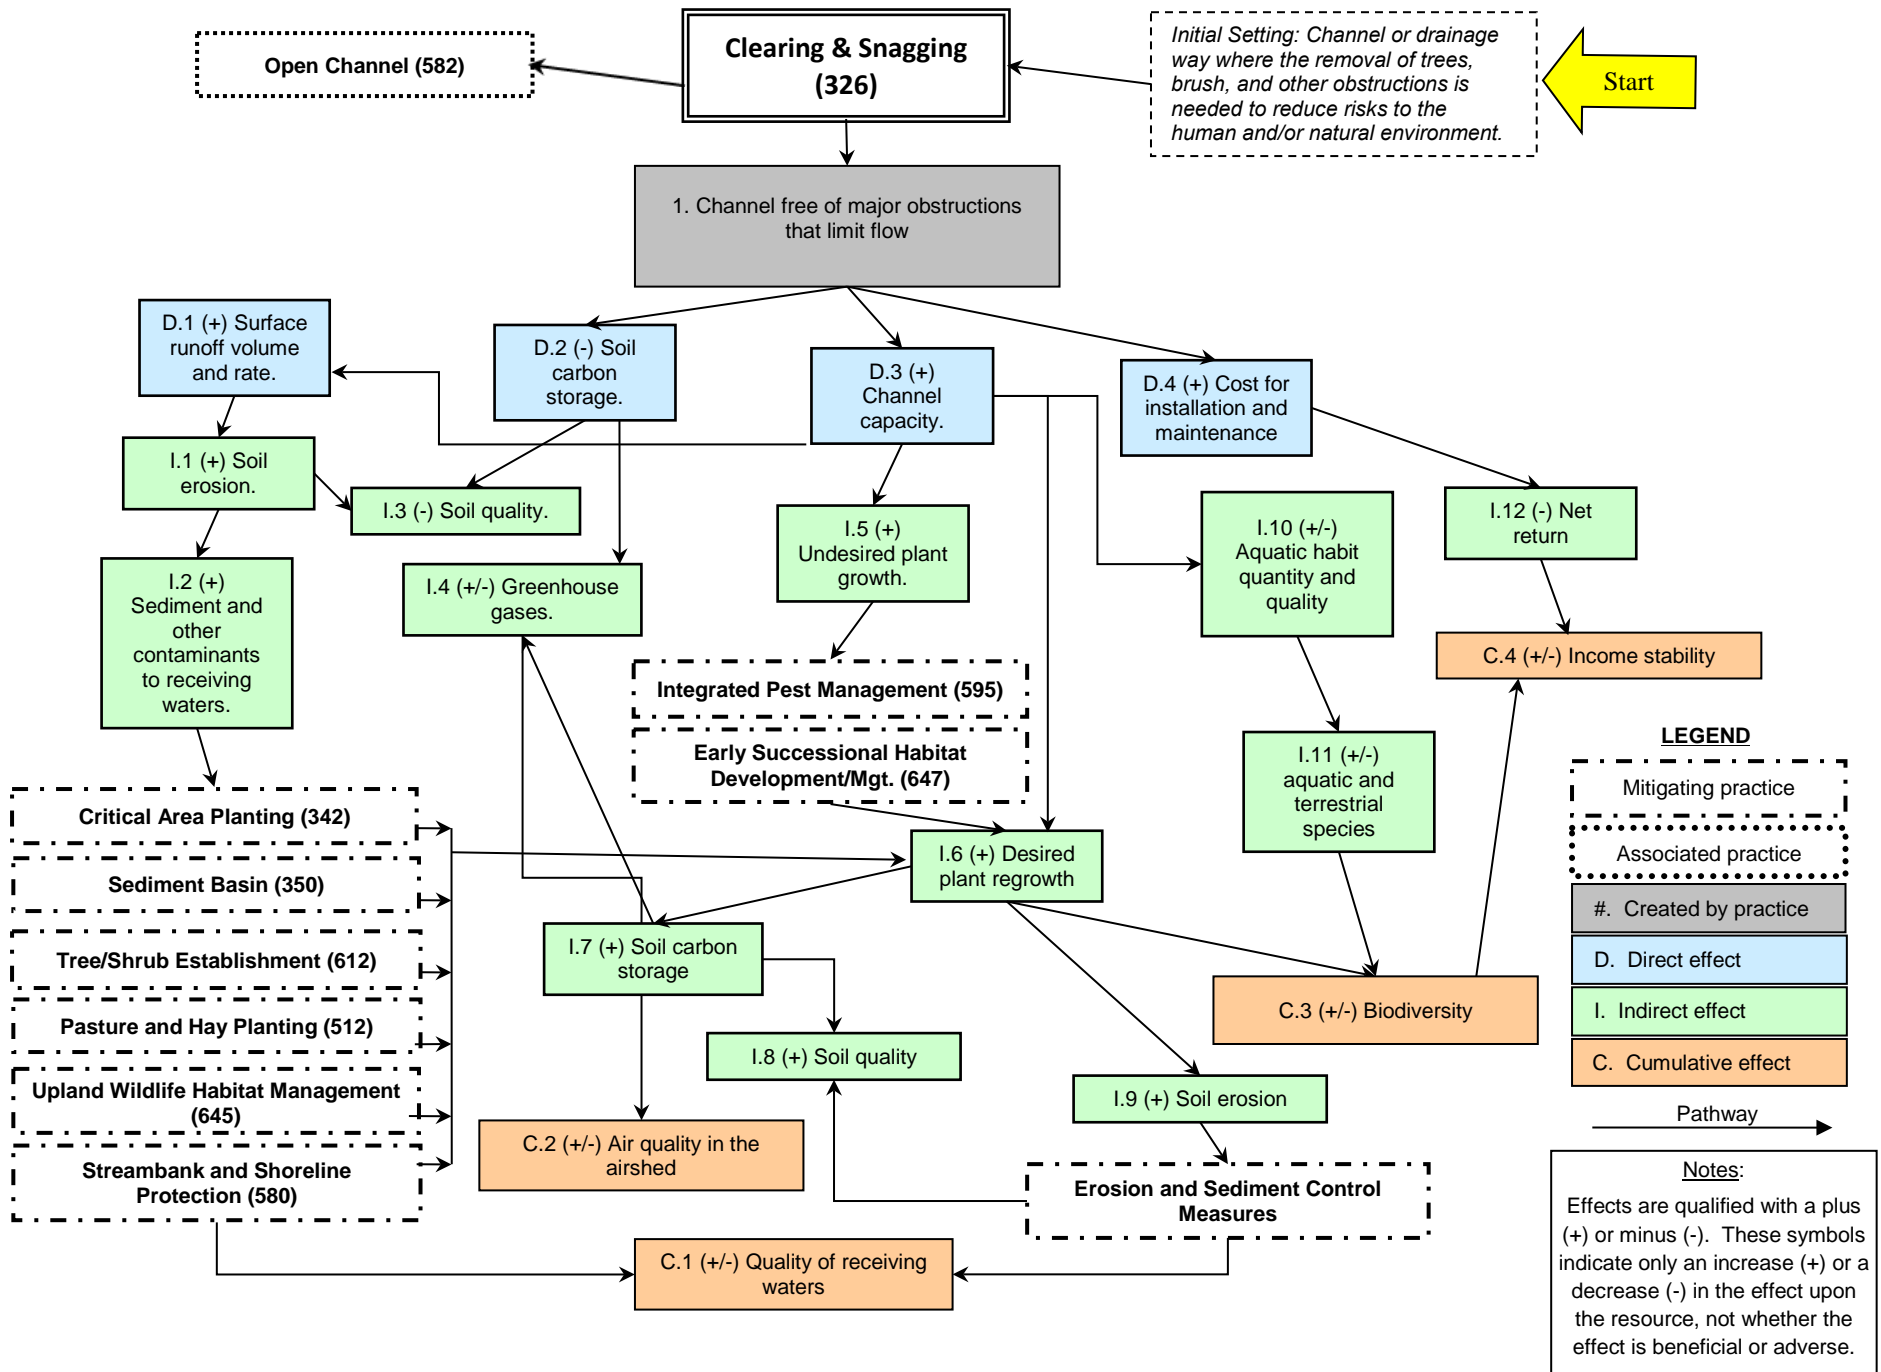 Open Channel (582)
Clearing & Snagging
(326)
Initial Setting: Channel or drainage
way where the removal of trees,
brush, and other obstructions is
needed to reduce risks to the
human and/or natural environment.
Start
1. Channel free of major obstructions
that limit flow
D.1 (+) Surface
runoff volume
and rate.
D.2 (-) Soil
carbon
storage.
D.3 (+)
Channel
capacity.
D.4 (+) Cost for
installation and
maintenance
I.1 (+) Soil
erosion.
I.3 (-) Soil quality.
I.5 (+)
Undesired plant
growth.
I.10 (+/-)
Aquatic habit
quantity and
quality
I.12 (-) Net
return
I.2 (+)
Sediment and
other
contaminants
to receiving
waters.
I.4 (+/-) Greenhouse
gases.
C.4 (+/-) Income stability
Integrated Pest Management (595)
Early Successional Habitat
Development/Mgt. (647)
I.11 (+/-)
aquatic and
terrestrial
species
Critical Area Planting (342)
Sediment Basin (350)
Tree/Shrub Establishment (612)
Pasture and Hay Planting (512)
Upland Wildlife Habitat Management
(645)
Streambank and Shoreline
Protection (580)
I.6 (+) Desired
plant regrowth
I.7 (+) Soil carbon
storage
I.8 (+) Soil quality
C.3 (+/-) Biodiversity
I.9 (+) Soil erosion
C.2 (+/-) Air quality in the
airshed
Erosion and Sediment Control
Measures
C.1 (+/-) Quality of receiving
waters
LEGEND
Mitigating practice
Associated practice
#. Created by practice
D. Direct effect
I. Indirect effect
C. Cumulative effect
Pathway
Notes:
Effects are qualified with a plus
(+) or minus (-). These symbols
indicate only an increase (+) or a
decrease (-) in the effect upon
the resource, not whether the
effect is beneficial or adverse.